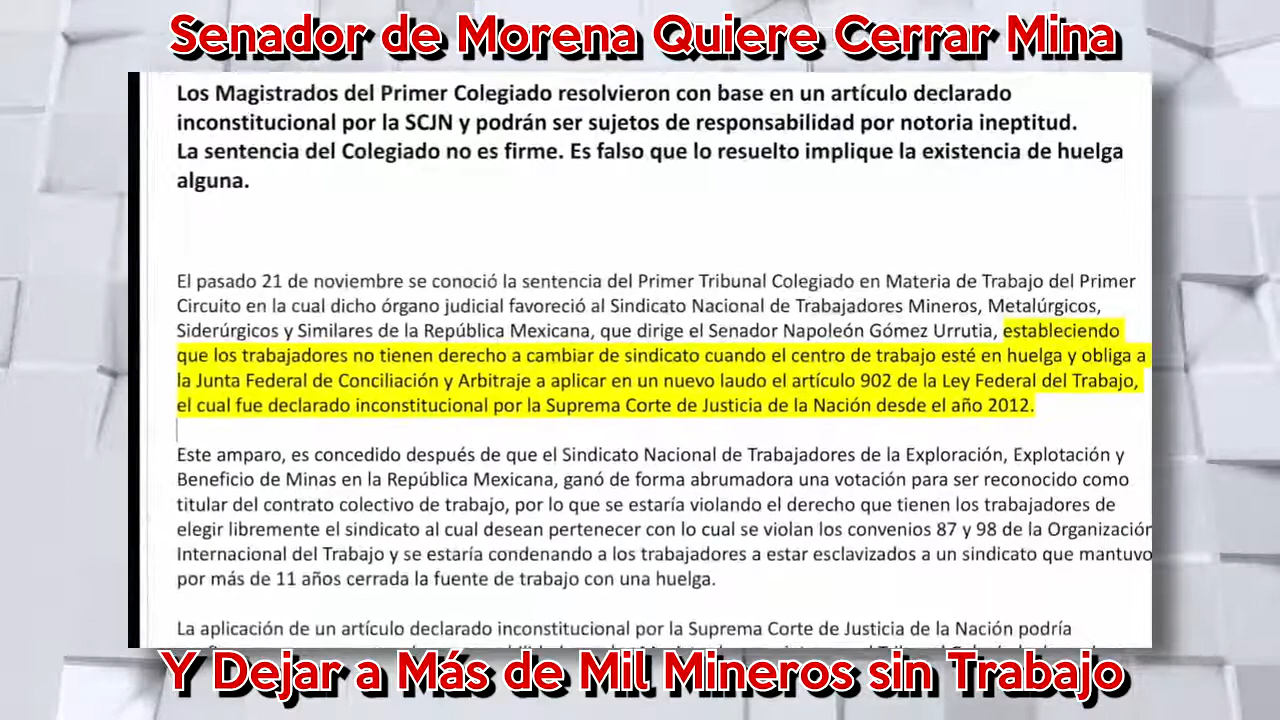 Senador de Morena Quiere Cerrar Mina
Los Magistrados del Primer Colegiado resolvieron con base en un artículo declarado
inconstitucional por la SCJN y podrán ser sujetos de responsabilidad por notoria ineptitud.
La sentencia del Colegiado no es firme. Es falso que lo resuelto implique la existencia de huelga
alguna.
El pasado 21 de noviembre se conoció la sentencia del Primer Tribunal Colegiado en Materia de Trabajo del Primer
Circuito en la cual dicho órgano judicial favoreció al Sindicato Nacional de Trabajadores Mineros, Metalúrgicos,
Siderúrgicos y Similares de la República Mexicana, que dirige el Senador Napoleón Gómez Urrutia, estableciendo
que los trabajadores no tienen derecho a cambiar de sindicato cuando el centro de trabajo esté en huelga y obliga a
la Junta Federal de Conciliación y Arbitraje a aplicar en un nuevo laudo el artículo 902 de la Ley Federal del Trabajo,
el cual fue declarado inconstitucional por la Suprema Corte de Justicia de la Nación desde el año 2012.
Este amparo, es concedido después de que el Sindicato Nacional de Trabajadores de la Exploración, Explotación y
Beneficio de Minas en la República Mexicana, ganó de forma abrumadora una votación para ser reconocido como
titular del contrato colectivo de trabajo, por lo que se estaría violando el derecho que tienen los trabajadores de
elegir libremente el sindicato al cual desean pertenecer con lo cual se violan los convenios 87 y 98 de la Organización
Internacional del Trabajo y se estaría condenando a los trabajadores a estar esclavizados a un sindicato que mantuvo
por más de 11 años cerrada la fuente de trabajo con una huelga.
La aplicación de un artículo declarado inconstitucional por la Suprema Corte de Justicia de la Nación podría
Y Dejar a Más de Mil Mineros sin Trabajo